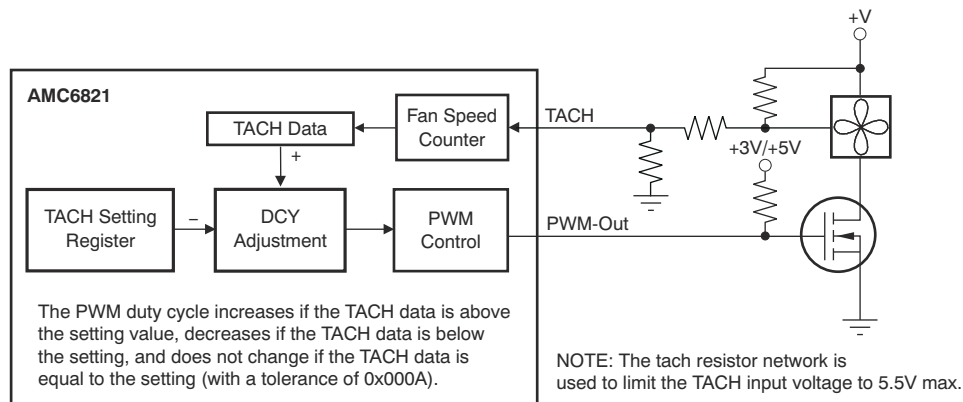 +V
AMC6821
TACH Data
Fan Speed
Counter
TACH
+3V/+5V
+
TACH Setting
Register
–
DCY
Adjustment
PWM
Control
PWM-Out
The PWM duty cycle increases if the TACH data is above
the setting value, decreases if the TACH data is below
the setting, and does not change if the TACH data is
equal to the setting (with a tolerance of 0x000A).
NOTE: The tach resistor network is
used to limit the TACH input voltage to 5.5V max.